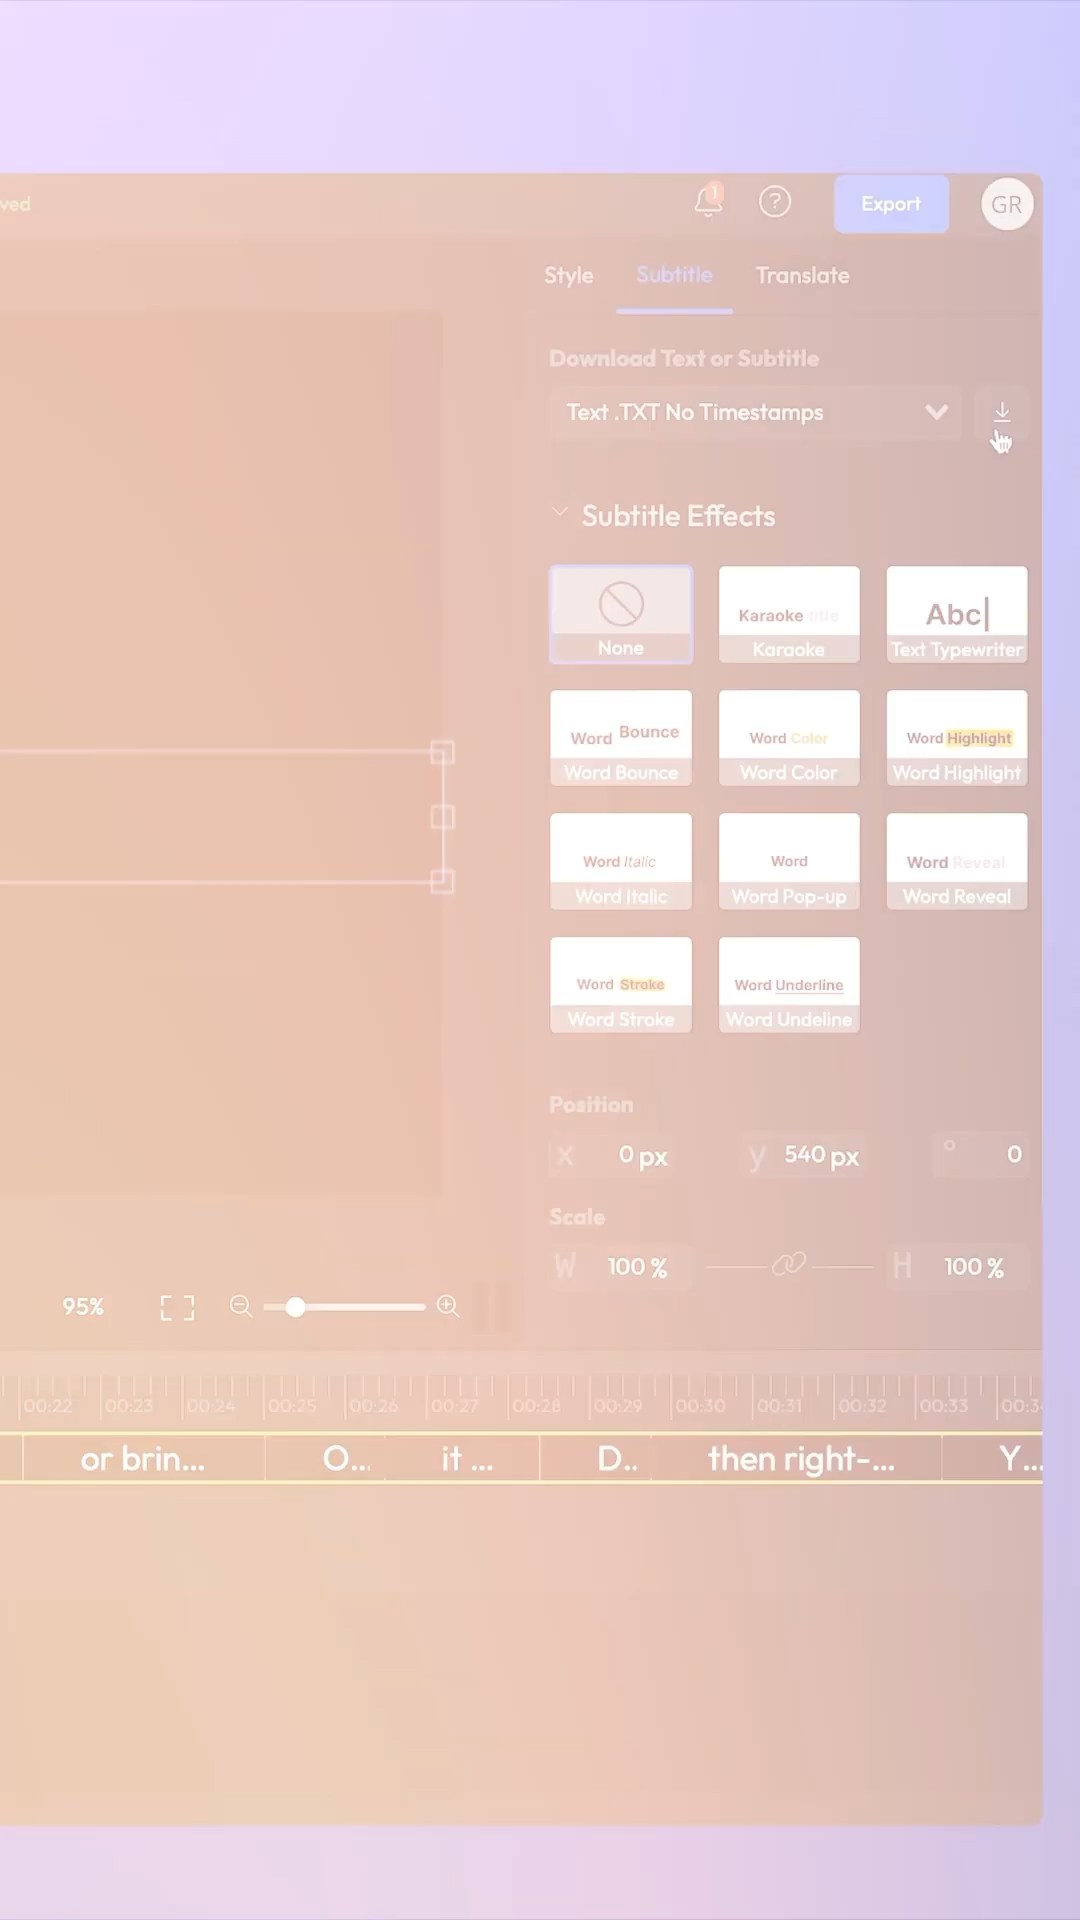 ved
1
?
Export
GR
Style
Subtitle
Translate
Download Text or Subtitle
Text .TXT No Timestamps
Subtitle Effects
None
Karaoke title
Karaoke
Abc
Text Typewriter
Word Bounce
Word Bounce
Word Color
Word Color
Word Highlight
Word Highlight
Word Italic
Word Italic
Word
Word Pop-up
Word Reveal
Word Reveal
Word Stroke
Word Stroke
Word Underline
Word Undeline
Position
X 0 px
y 540 px
° 0
Scale
W 100 %
H 100 %
95%
00:22 00:23 00:24 00:25 00:26 00:27 00:28 00:29 00:30 00:31 00:32 00:33 00:34
or brin... O... it ... D.. then right-... Y...